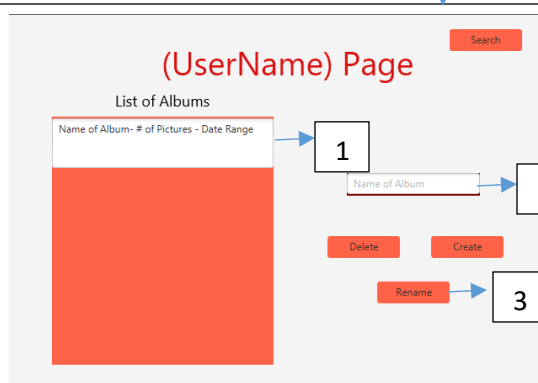 Search
(UserName) Page
List of Albums
Name of Album- # of Pictures - Date Range
1
Name of Album
Delete
Create
Rename
3